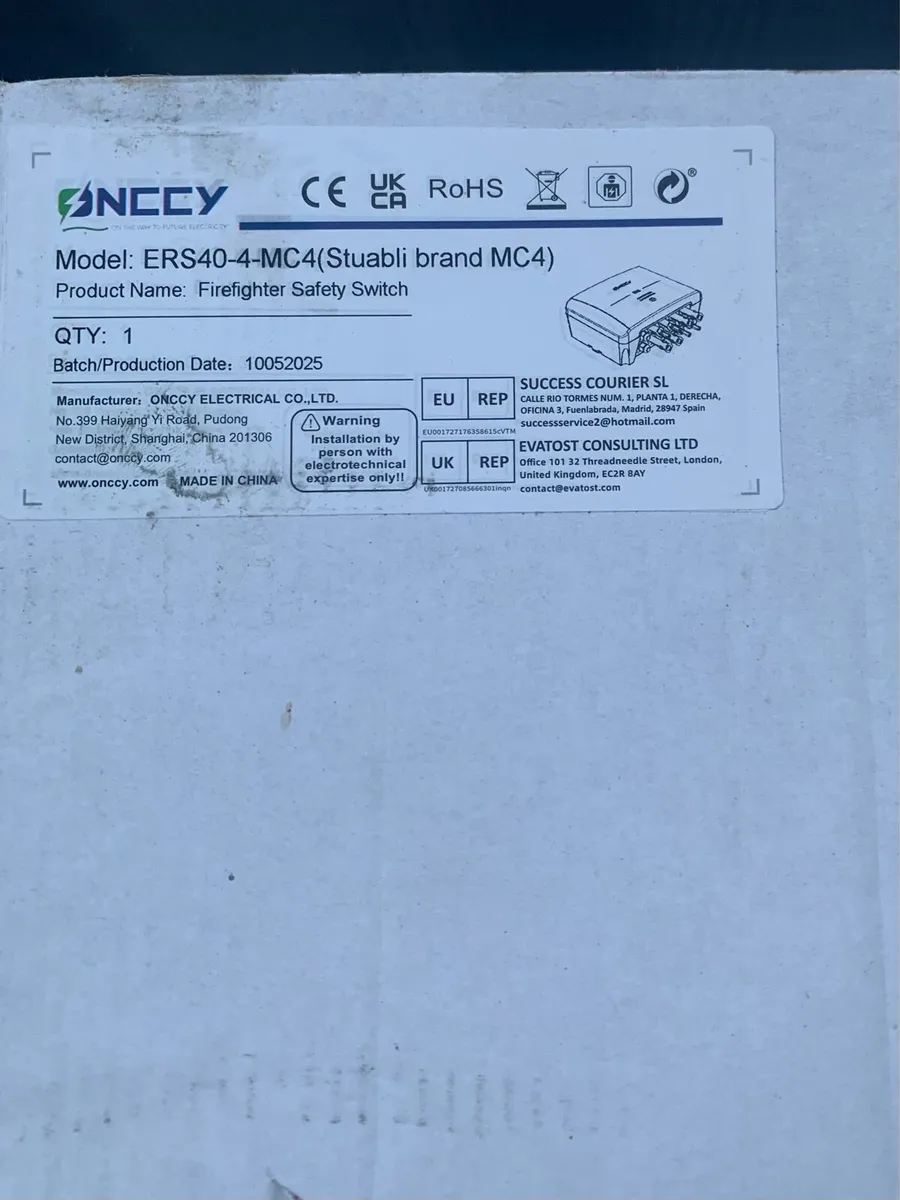 ONCCY
ON THE WAY TO FUTURE ELECTRICITY
CE UK CA RoHS
Model: ERS40-4-MC4(Stuabli brand MC4)
Product Name: Firefighter Safety Switch
QTY: 1
Batch/Production Date: 10052025
Manufacturer: ONCCY ELECTRICAL CO.,LTD.
No.399 Haiyang Yi Road, Pudong
New District, Shanghai, China 201306
contact@onccy.com
www.onccy.com MADE IN CHINA
Warning
Installation by
person with
electrotechnical
expertise only!!
EU REP
EU001727176358615cVTM
SUCCESS COURIER SL
CALLE RIO TORMES NUM. 1, PLANTA 1, DERECHA,
OFICINA 3, Fuenlabrada, Madrid, 28947 Spain
successservice2@hotmail.com
UK REP
UK001727085666301inqn
EVATOST CONSULTING LTD
Office 101 32 Threadneedle Street, London,
United Kingdom, EC2R 8AY
contact@evatost.com